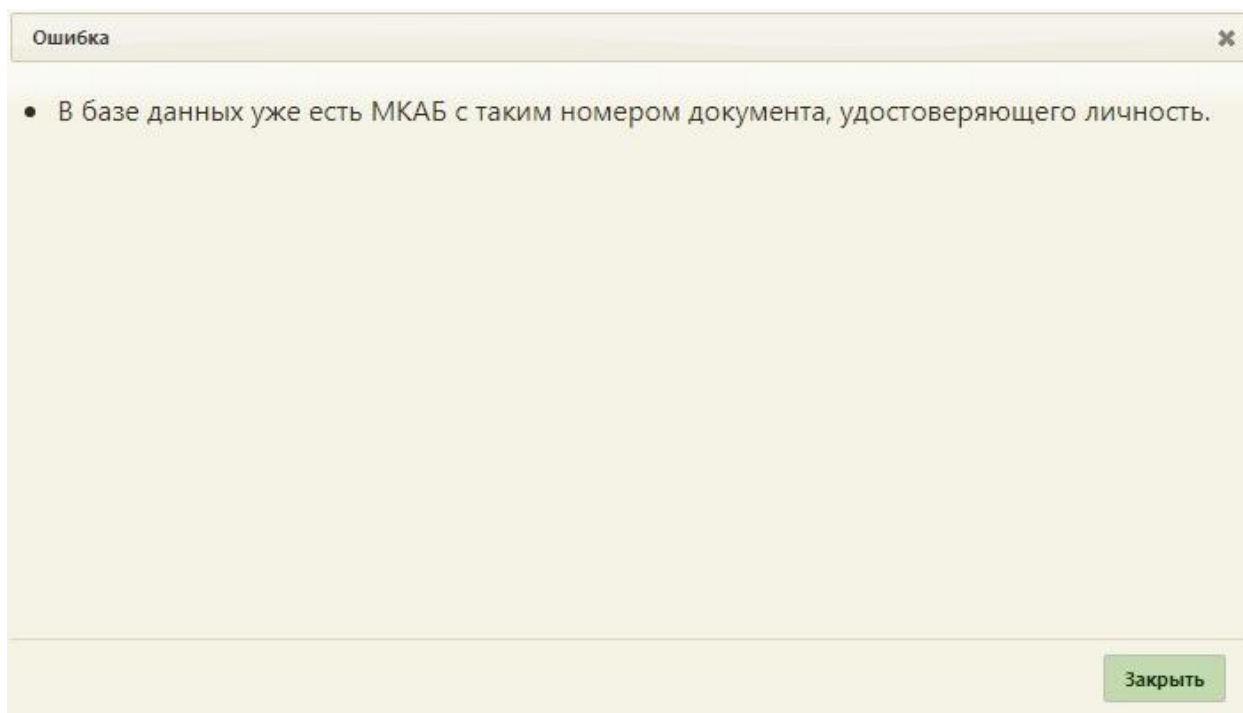 Ошибка
В базе данных уже есть МКАБ с таким номером документа, удостоверяющего личность.
Закрыть